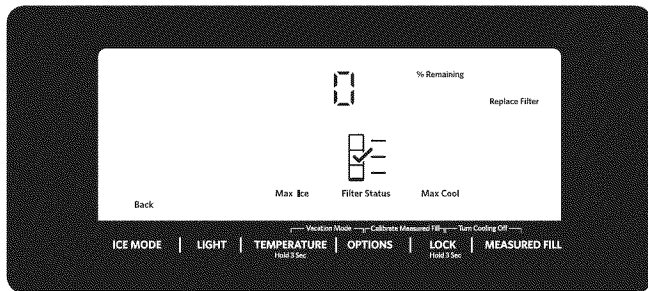 0 % Remaining
Replace Filter
Max Ice Filter Status Max Cool
Back
Vacation Mode Calibrate Measured Fill Turn Cooling Off
ICE MODE | LIGHT | TEMPERATURE | OPTIONS | LOCK | MEASURED FILL
Hold 3 Sec Hold 3 Sec